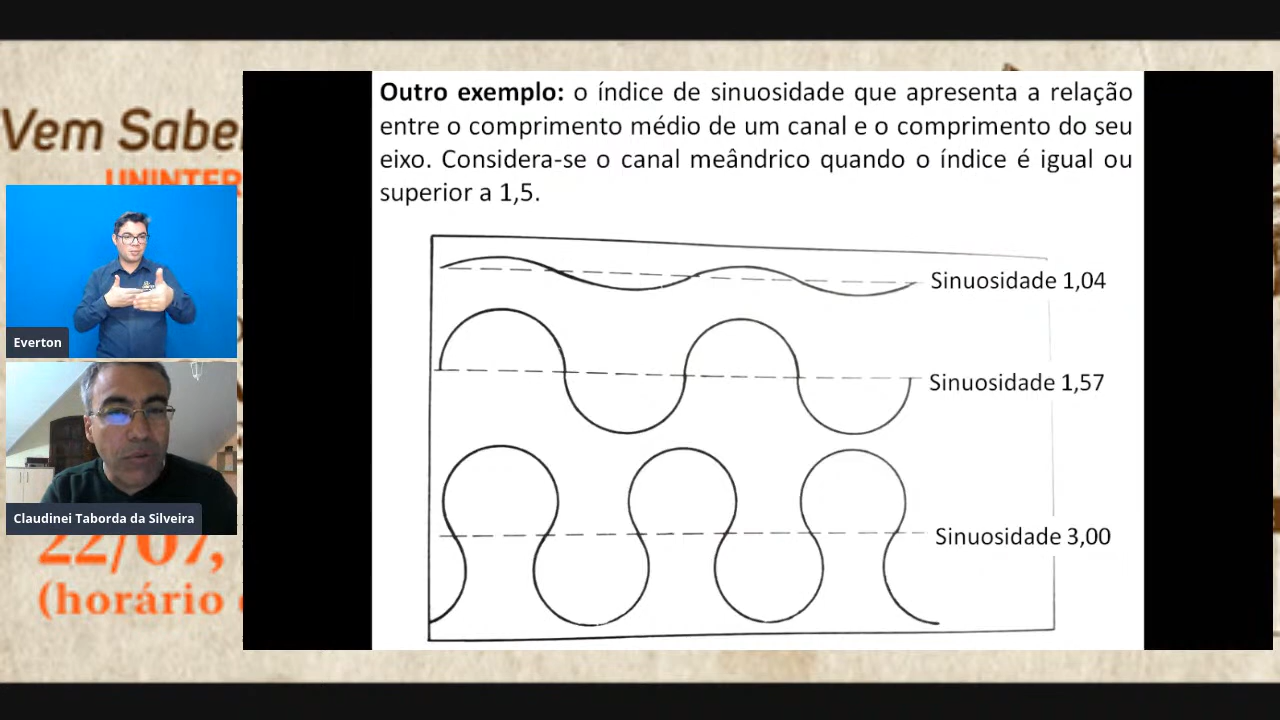 Outro exemplo: o índice de sinuosidade que apresenta a relação
entre o comprimento médio de um canal e o comprimento do seu
eixo. Considera-se o canal meândrico quando o índice é igual ou
superior a 1,5.
Sinuosidade 1,04
Sinuosidade 1,57
Sinuosidade 3,00
Vem Sabe
UNINTER
Everton
Claudinei Taborda da Silveira
22/07,
(horário